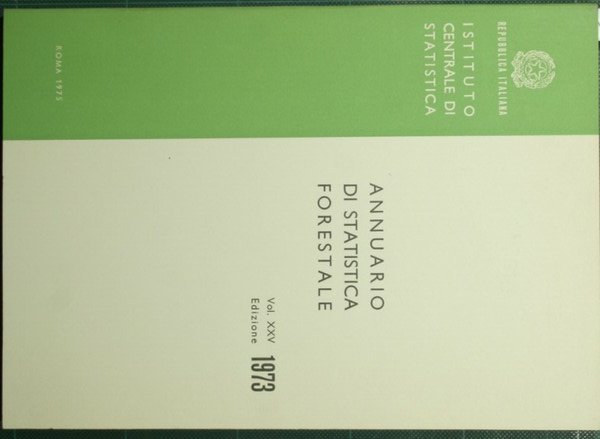 REPUBBLICA ITALIANA
ISTITUTO
CENTRALE DI
STATISTICA
ANNUARIO
DI STATISTICA
FORESTALE
Vol. XXV
Edizione 1973
ROMA 1975